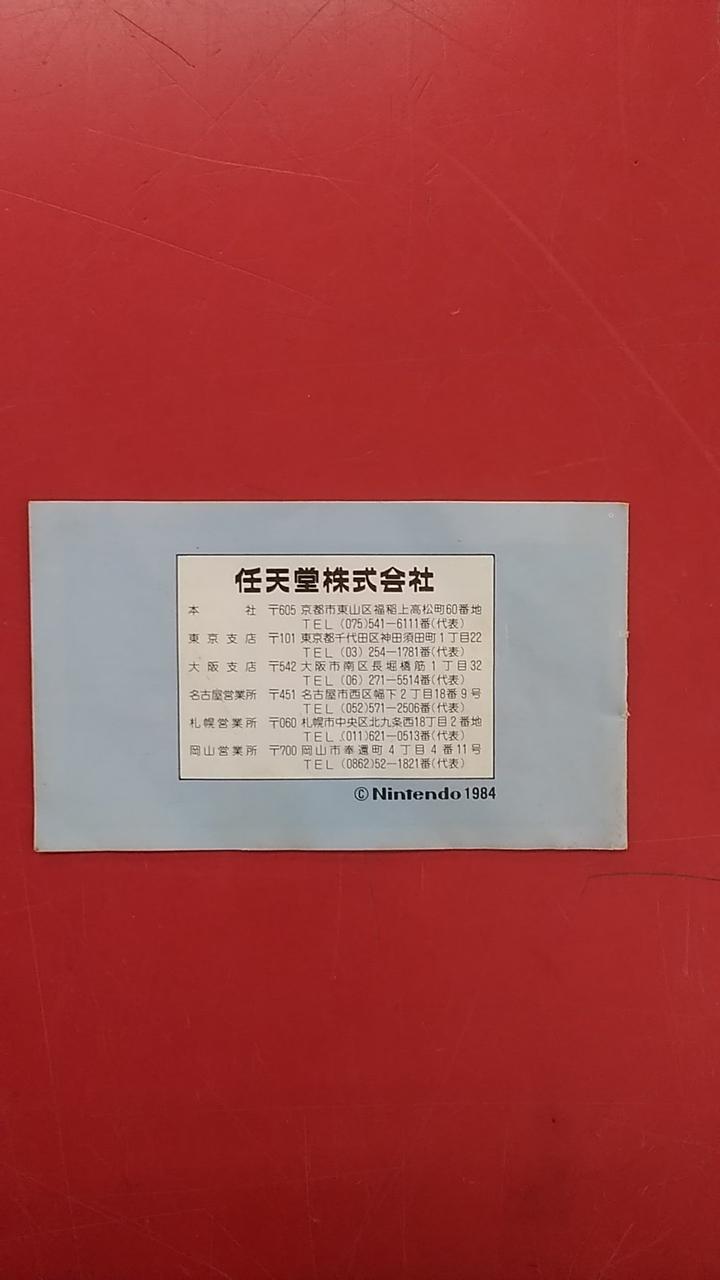 任天堂株式会社
本社 〒605 京都市東山区福稲上高松町60番地
TEL (075)541-6111番(代表)
東京支店 〒101 東京都千代田区神田須田町1丁目22
TEL (03) 254-1781番(代表)
大阪支店 〒542 大阪市南区長堀橋筋1丁目32
TEL (06) 271-5514番(代表)
名古屋営業所 〒451 名古屋市西区幅下2丁目18番9号
TEL (052)571-2506番(代表)
札幌営業所 〒060 札幌市中央区北九条西18丁目2番地
TEL (011)621-0513番(代表)
岡山営業所 〒700 岡山市奉還町4丁目4番11号
TEL (0862)52-1821番(代表)
© Nintendo 1984